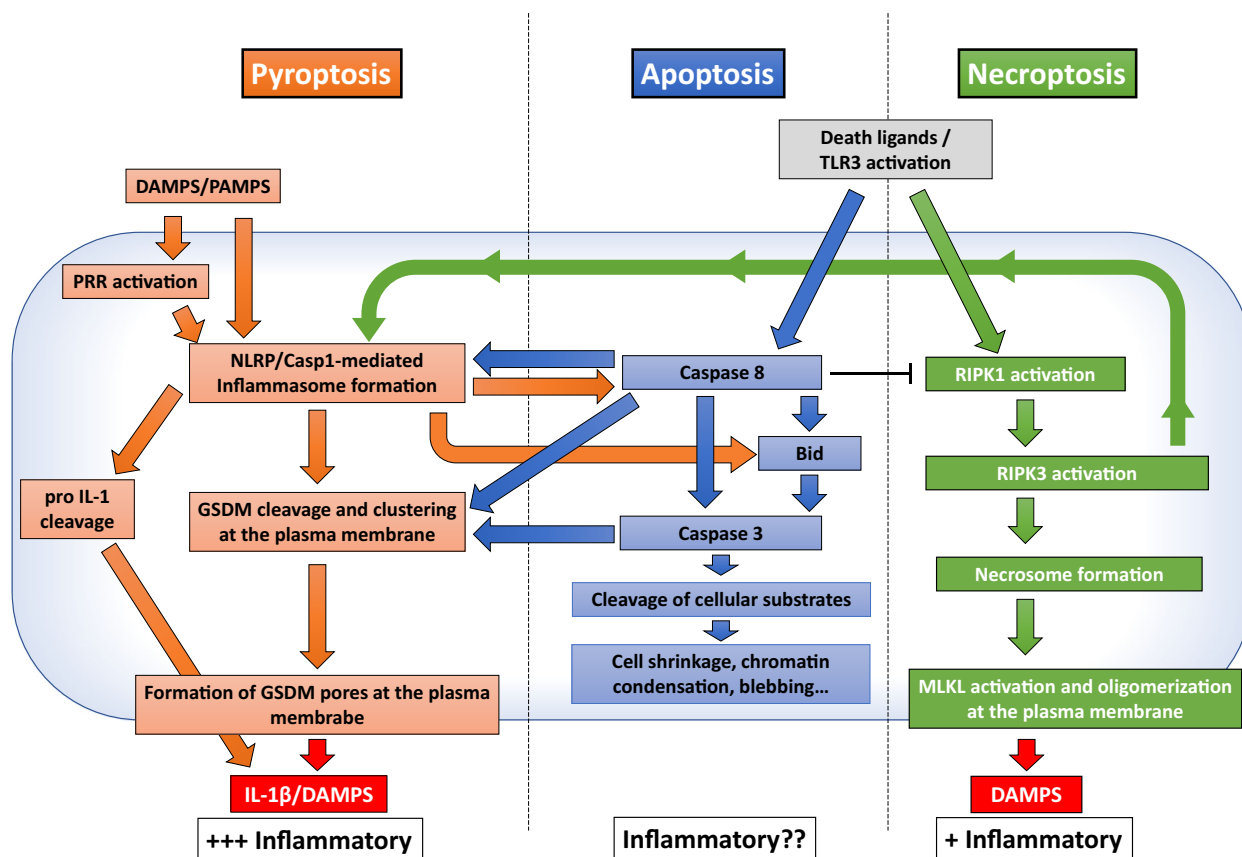 Pyroptosis
Apoptosis
Necroptosis
Death ligands /
TLR3 activation
DAMPS/PAMPS
PRR activation
NLRP/Casp1-mediated
Inflammasome formation
Caspase 8
RIPK1 activation
Bid
RIPK3 activation
pro IL-1
cleavage
GSDM cleavage and clustering
at the plasma membrane
Caspase 3
Necrosome formation
Cleavage of cellular substrates
Cell shrinkage, chromatin
condensation, blebbing...
Formation of GSDM pores at the plasma
membrabe
MLKL activation and oligomerization
at the plasma membrane
IL-1β/DAMPS
DAMPS
+++ Inflammatory
Inflammatory??
+ Inflammatory